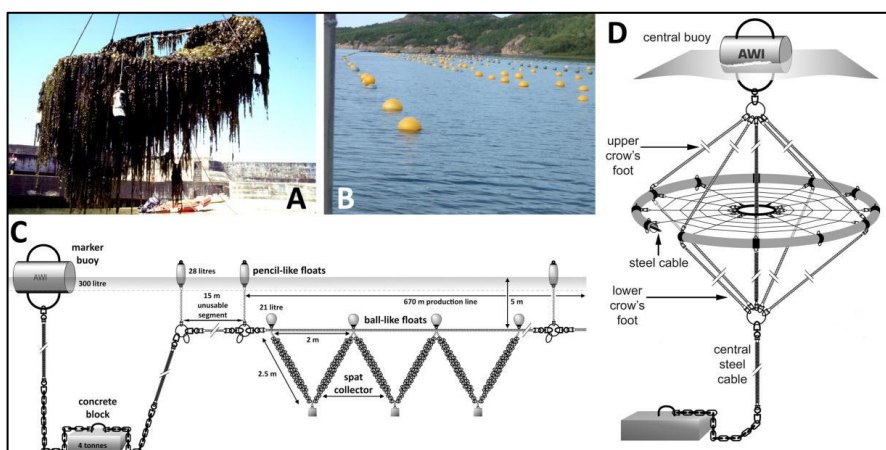 A
B
C
marker
buoy
AWI
300 litre
28 litres
pencil-like floats
15 m
unusable
segment
670 m production line
5 m
21 litre
ball-like floats
2 m
2.5 m
spat
collector
concrete
block
4 tonnes
D
central buoy
AWI
upper
crow's
foot
steel cable
lower
crow's
foot
central
steel
cable